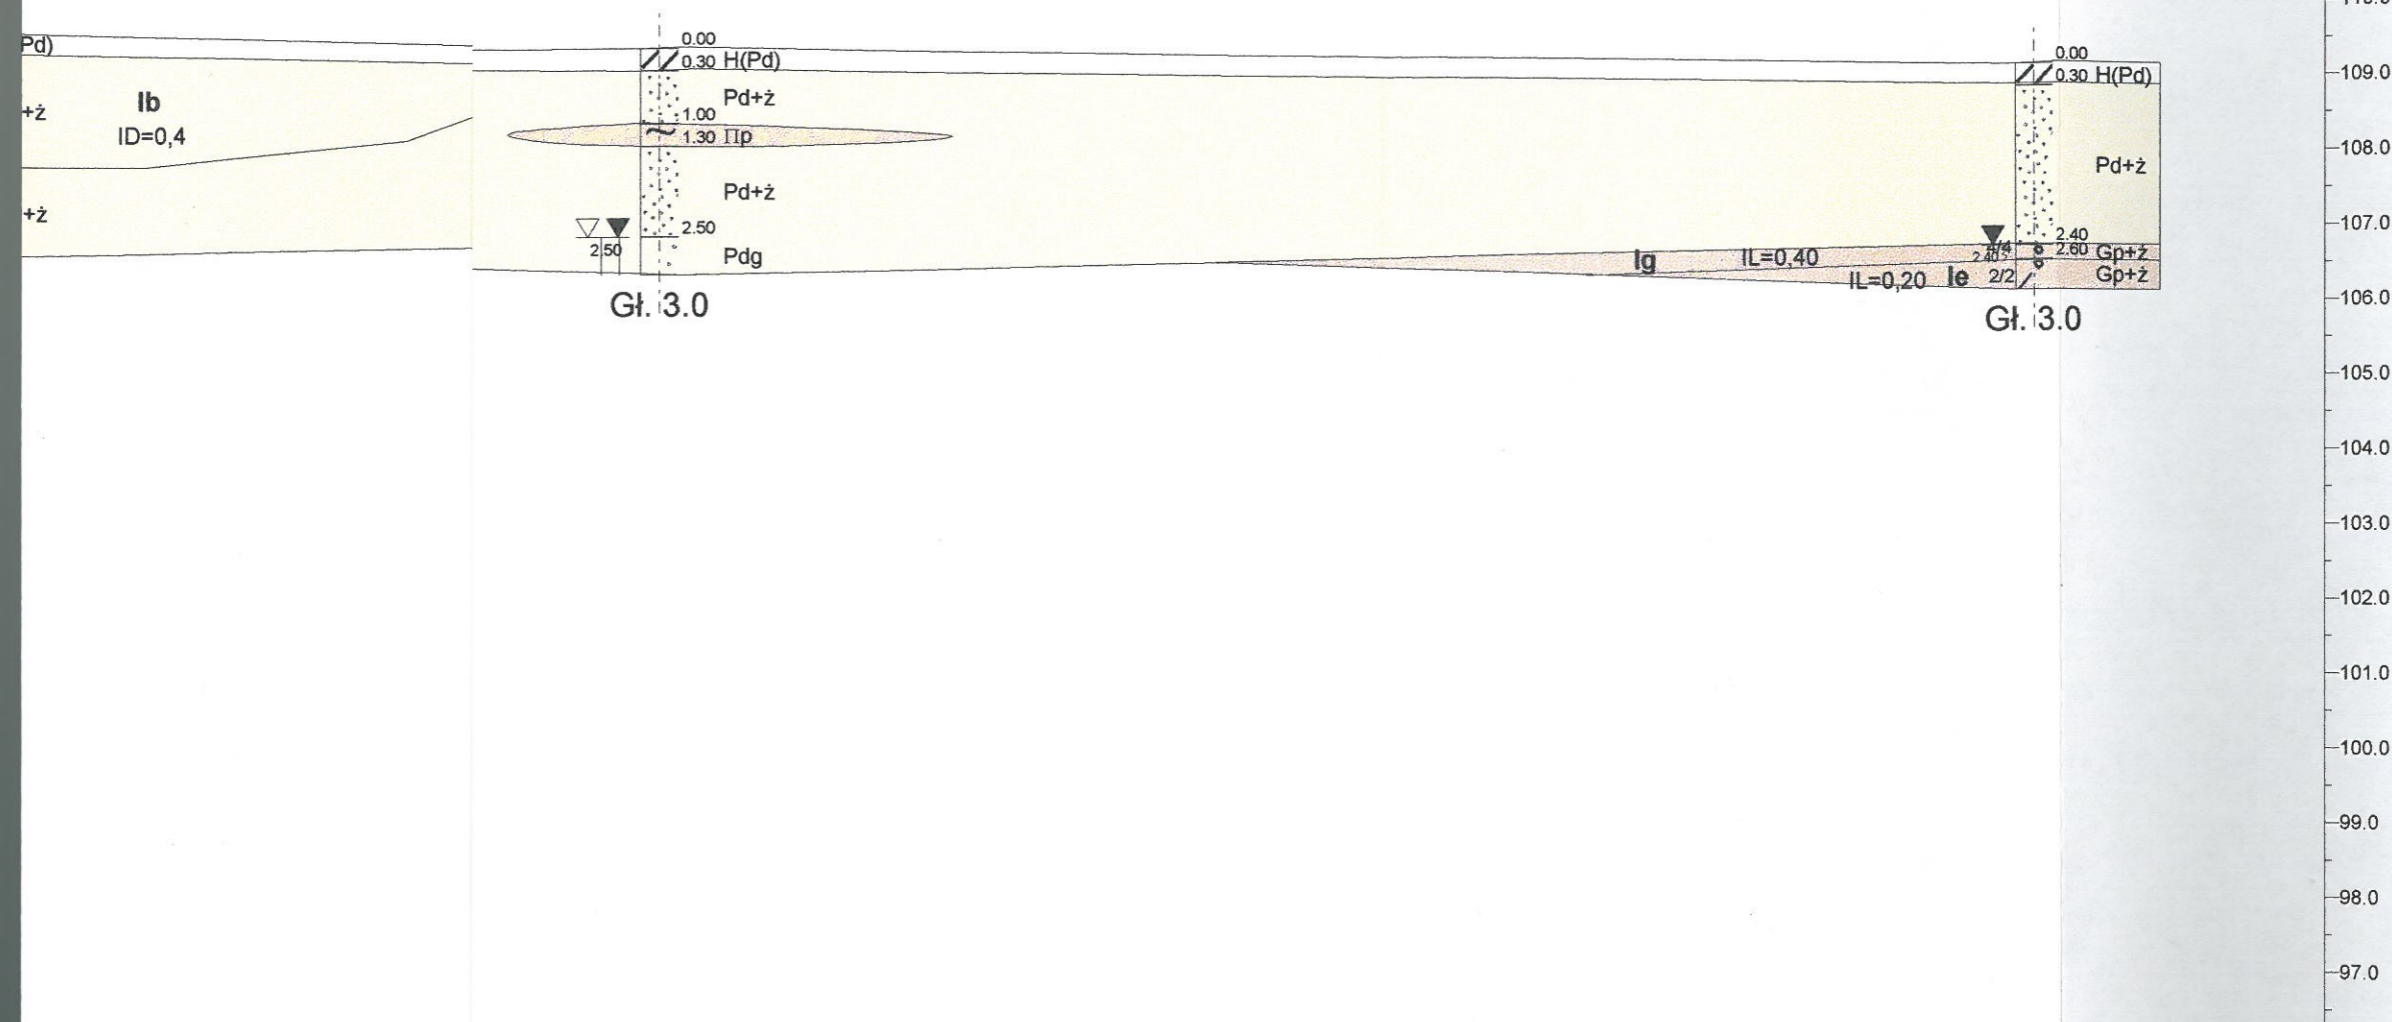 Pd)
+ż
Ib
ID=0,4
+ż
0.00
0.30 H(Pd)
Pd+ż
1.00
1.30 Πp
Pd+ż
2.50
2.50
Pdg
Gł. 3.0
Ig
IL=0,40
IL=0,20
Ie
0.00
0.30 H(Pd)
Pd+ż
2.40
4/4
2.40
2.60 Gp+ż
2/2
Gp+ż
Gł. 3.0
109.0
108.0
107.0
106.0
105.0
104.0
103.0
102.0
101.0
100.0
99.0
98.0
97.0